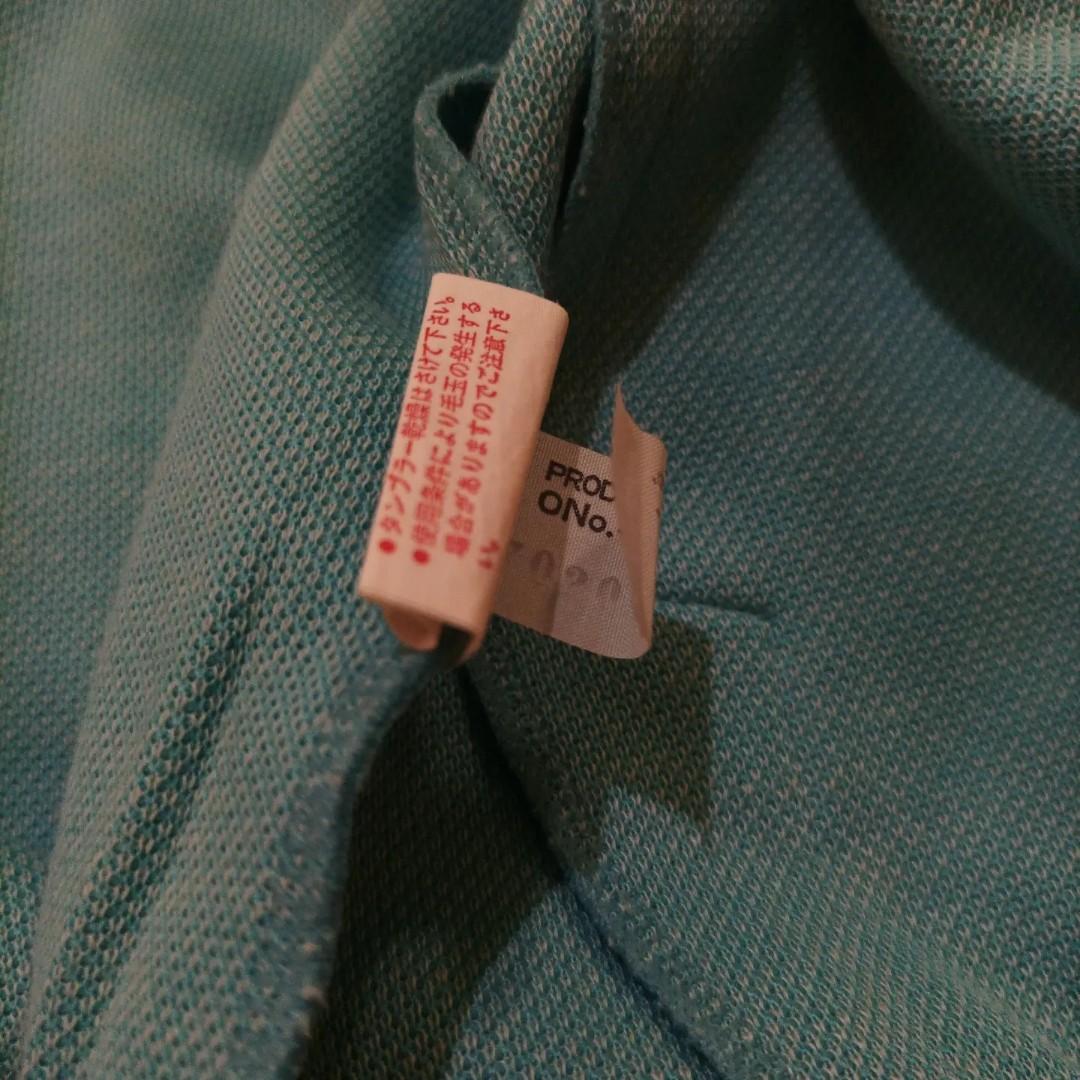 ●タンブラー乾燥はさけて下さい。
●使用条件により毛玉の発生する
場合がありますのでご注意下さ
い。
PROD
ONo.